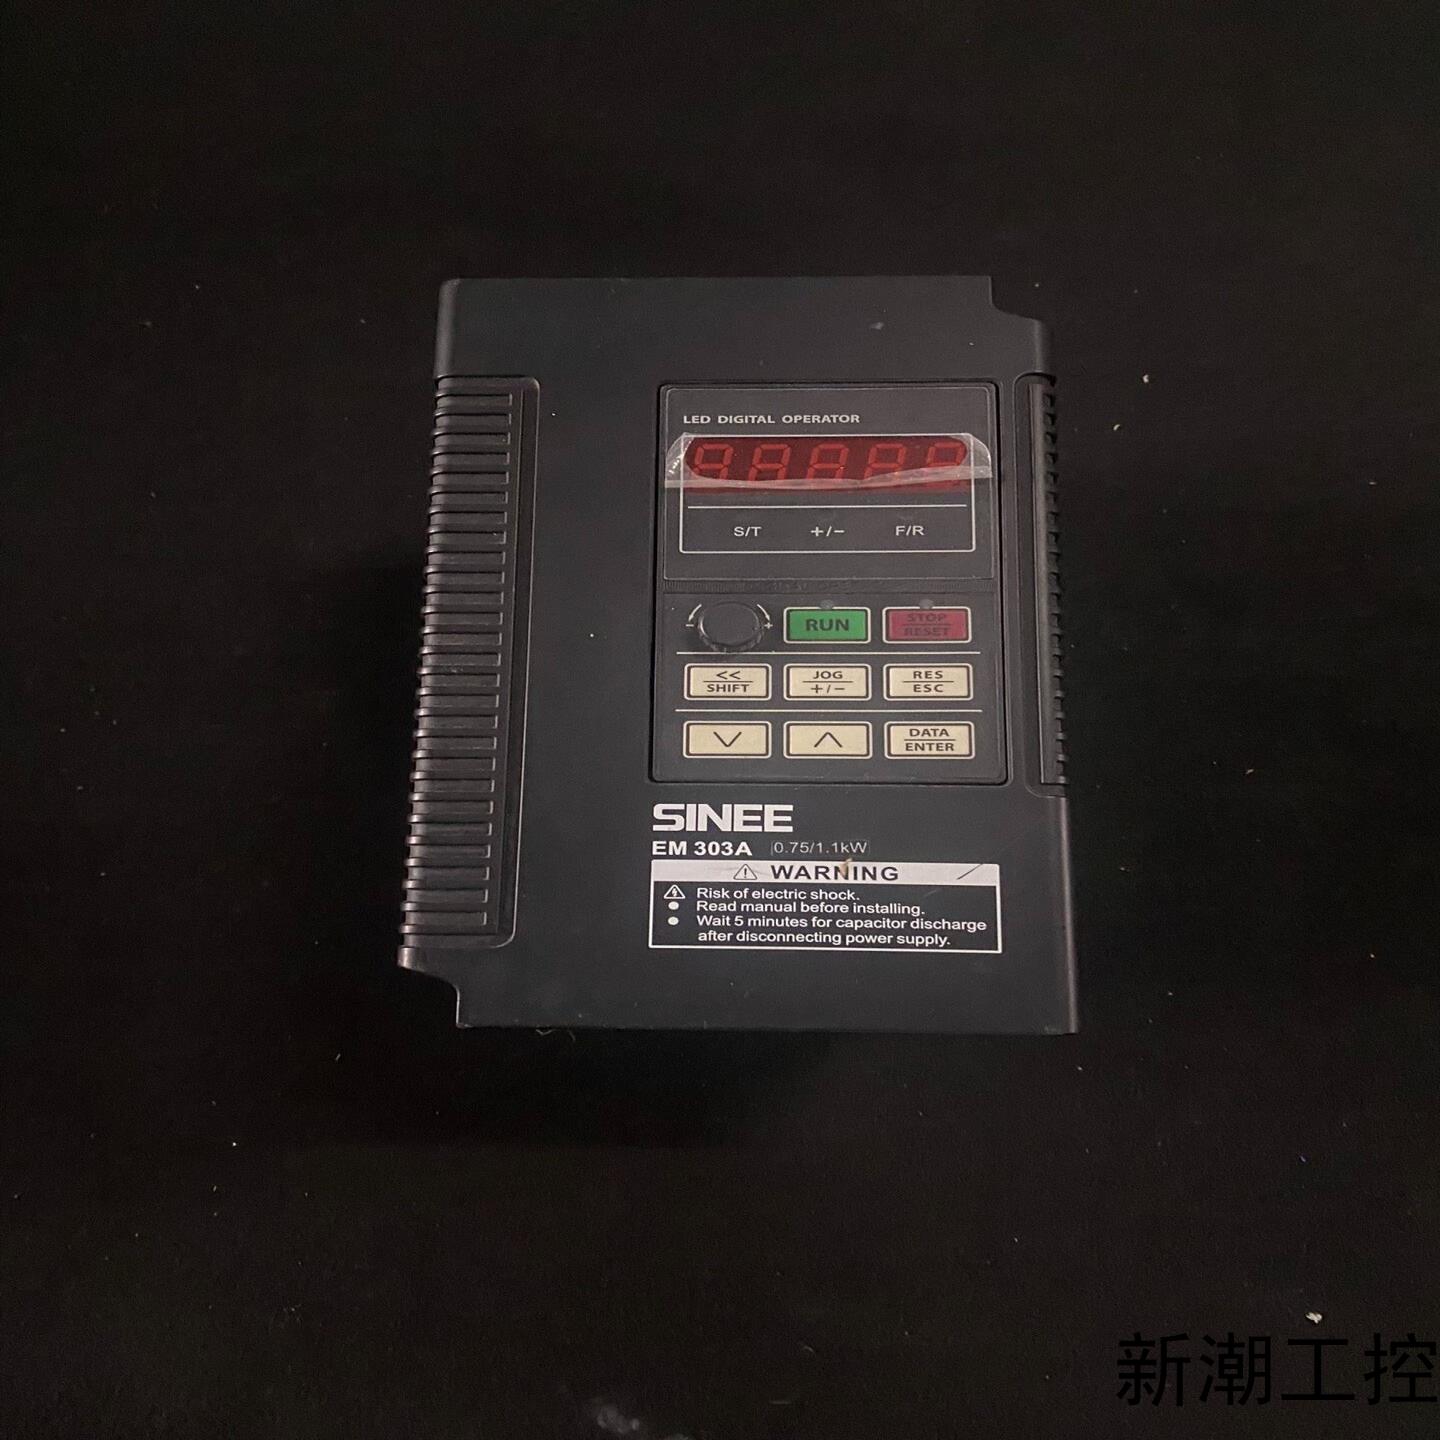 LED DIGITAL OPERATOR
S/T +/- F/R
- + RUN STOP
RESET
<< JOG RES
SHIFT +/- ESC
DATA
ENTER
SINEE
EM 303A 0.75/1.1kW
WARNING
Risk of electric shock.
Read manual before installing.
Wait 5 minutes for capacitor discharge
after disconnecting power supply.
新潮工控